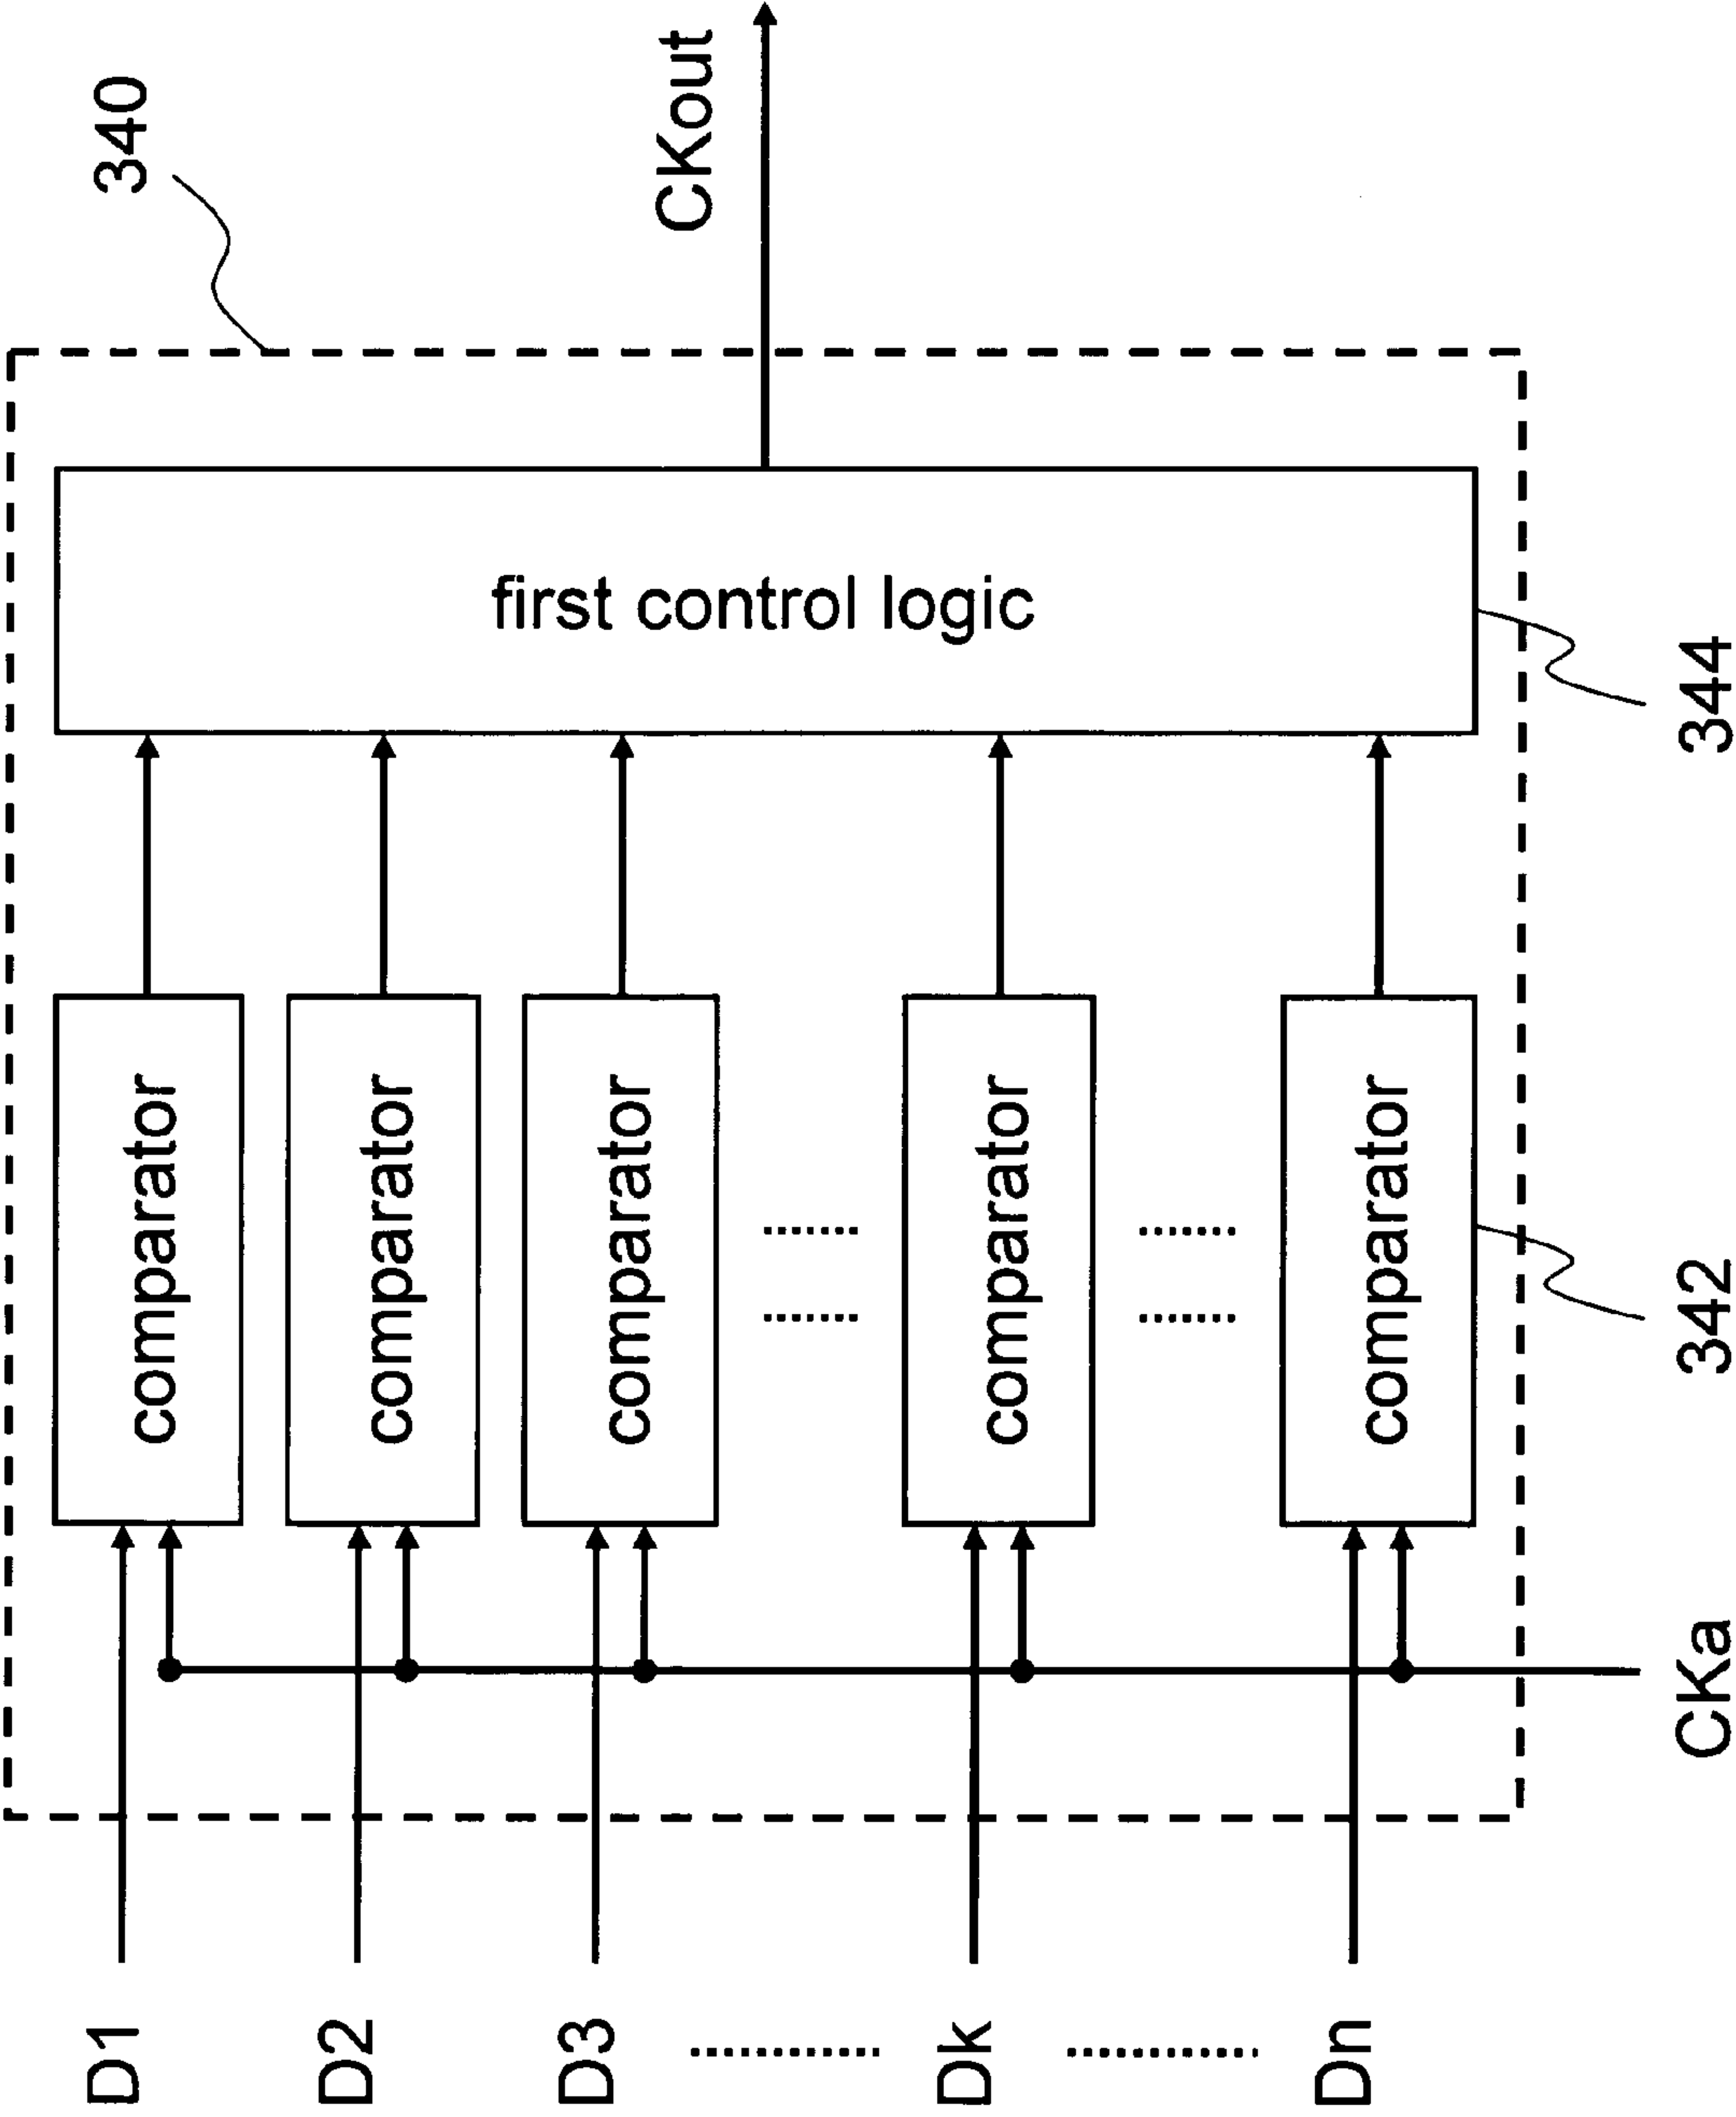 340
CKout
first control logic
344
comparator
comparator
comparator
comparator
comparator
342
CKa
D1
D2
D3
Dk
Dn